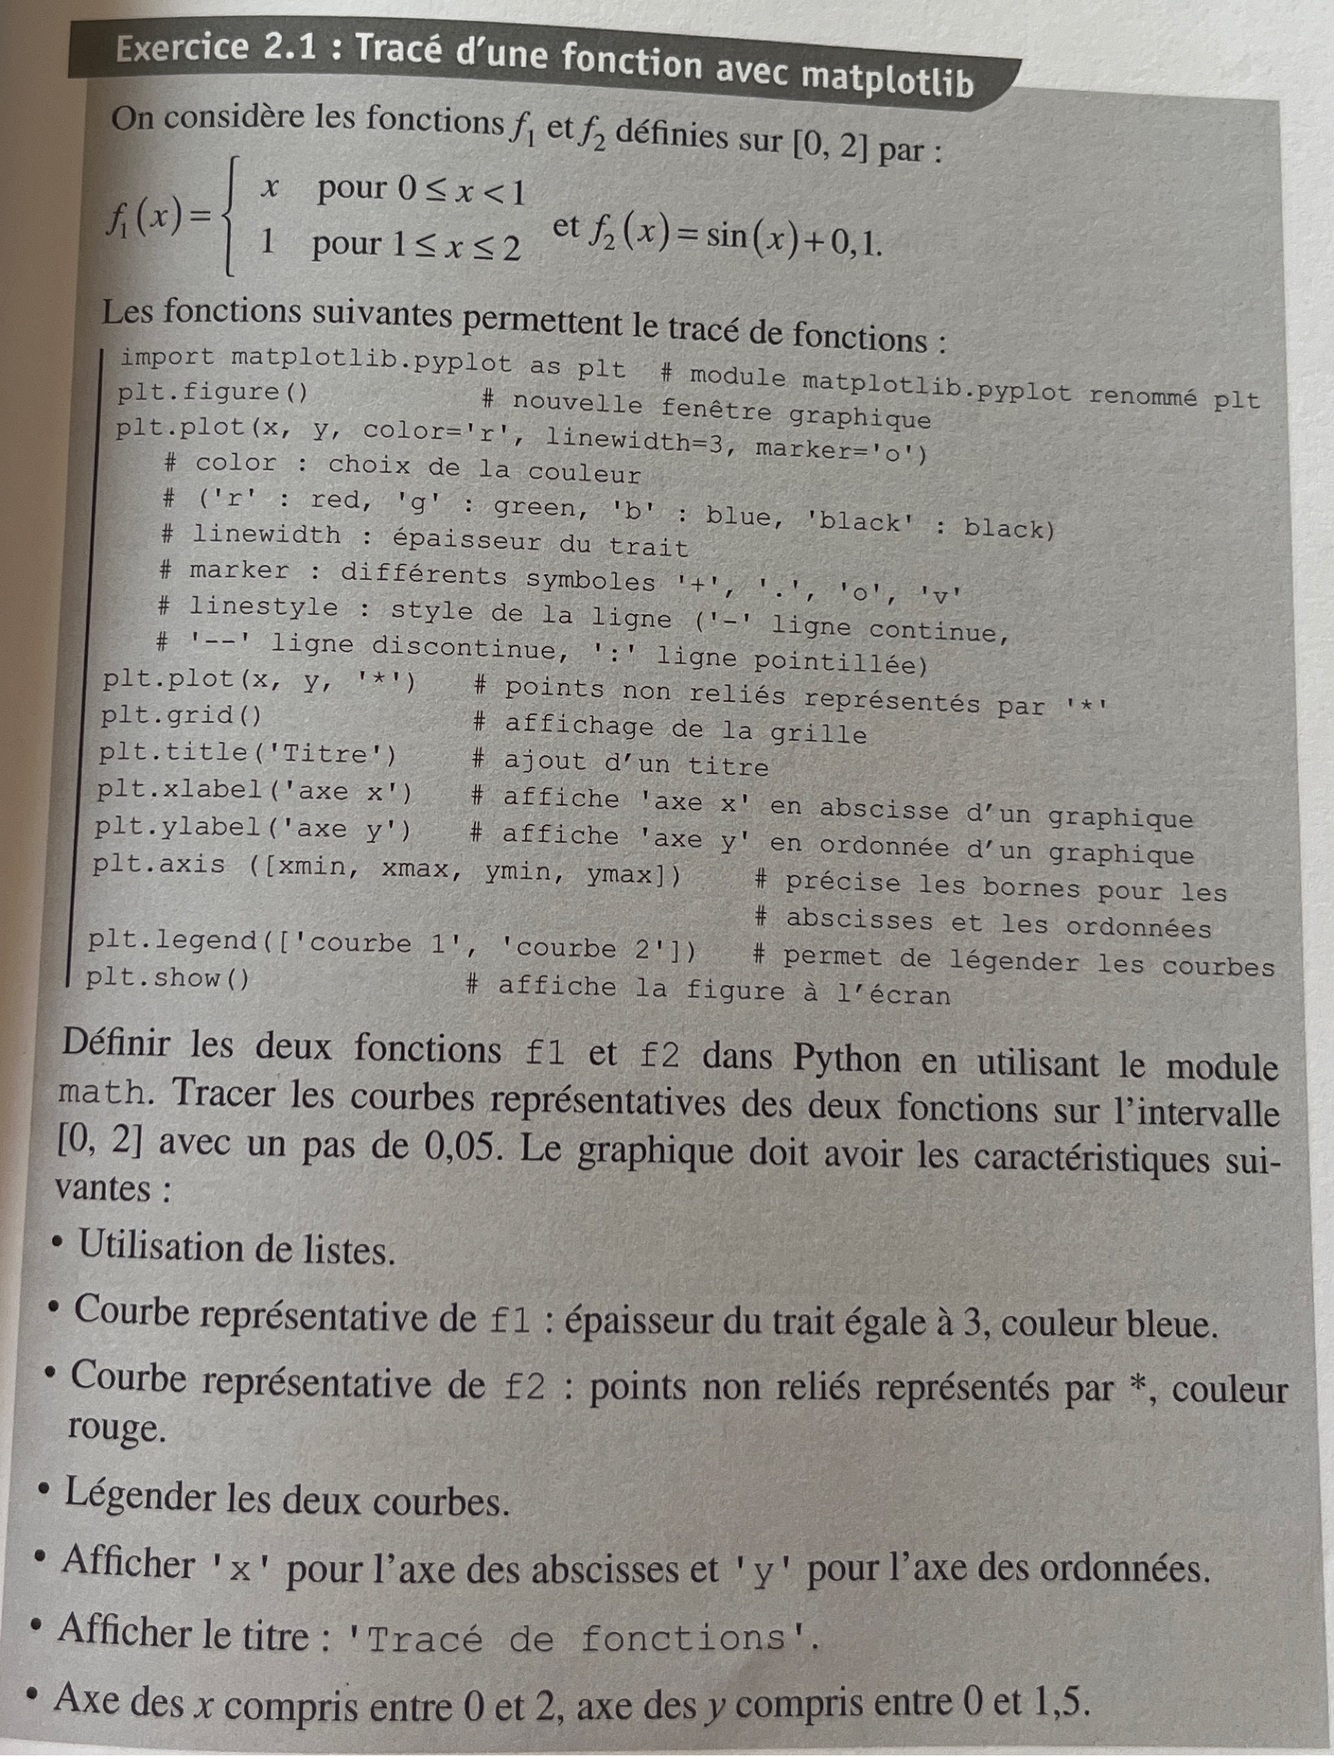 Exercice 2.1 : Tracé d'une fonction avec matplotlib
On considère les fonctions f₁ et f₂ définies sur [0, 2] par :
f₁(x) = { x pour 0 ≤ x < 1
1 pour 1 ≤ x ≤ 2 et f₂(x) = sin(x) + 0,1.
Les fonctions suivantes permettent le tracé de fonctions :
import matplotlib.pyplot as plt # module matplotlib.pyplot renommé plt
plt.figure() # nouvelle fenêtre graphique
plt.plot(x, y, color='r', linewidth=3, marker='o')
# color : choix de la couleur
# ('r' : red, 'g' : green, 'b' : blue, 'black' : black)
# linewidth : épaisseur du trait
# marker : différents symboles '+', '.', 'o', 'v'
# linestyle : style de la ligne ('-' ligne continue,
# '--' ligne discontinue, ':' ligne pointillée)
plt.plot(x, y, '*') # points non reliés représentés par '*'
plt.grid() # affichage de la grille
plt.title('Titre') # ajout d'un titre
plt.xlabel('axe x') # affiche 'axe x' en abscisse d'un graphique
plt.ylabel('axe y') # affiche 'axe y' en ordonnée d'un graphique
plt.axis ([xmin, xmax, ymin, ymax]) # précise les bornes pour les
# abscisses et les ordonnées
plt.legend(['courbe 1', 'courbe 2']) # permet de légender les courbes
plt.show() # affiche la figure à l'écran
Définir les deux fonctions f1 et f2 dans Python en utilisant le module
math. Tracer les courbes représentatives des deux fonctions sur l'intervalle
[0, 2] avec un pas de 0,05. Le graphique doit avoir les caractéristiques sui-
vantes :
• Utilisation de listes.
• Courbe représentative de f1 : épaisseur du trait égale à 3, couleur bleue.
• Courbe représentative de f2 : points non reliés représentés par *, couleur
rouge.
• Légender les deux courbes.
• Afficher 'x' pour l'axe des abscisses et 'y' pour l'axe des ordonnées.
• Afficher le titre : 'Tracé de fonctions'.
• Axe des x compris entre 0 et 2, axe des y compris entre 0 et 1,5.